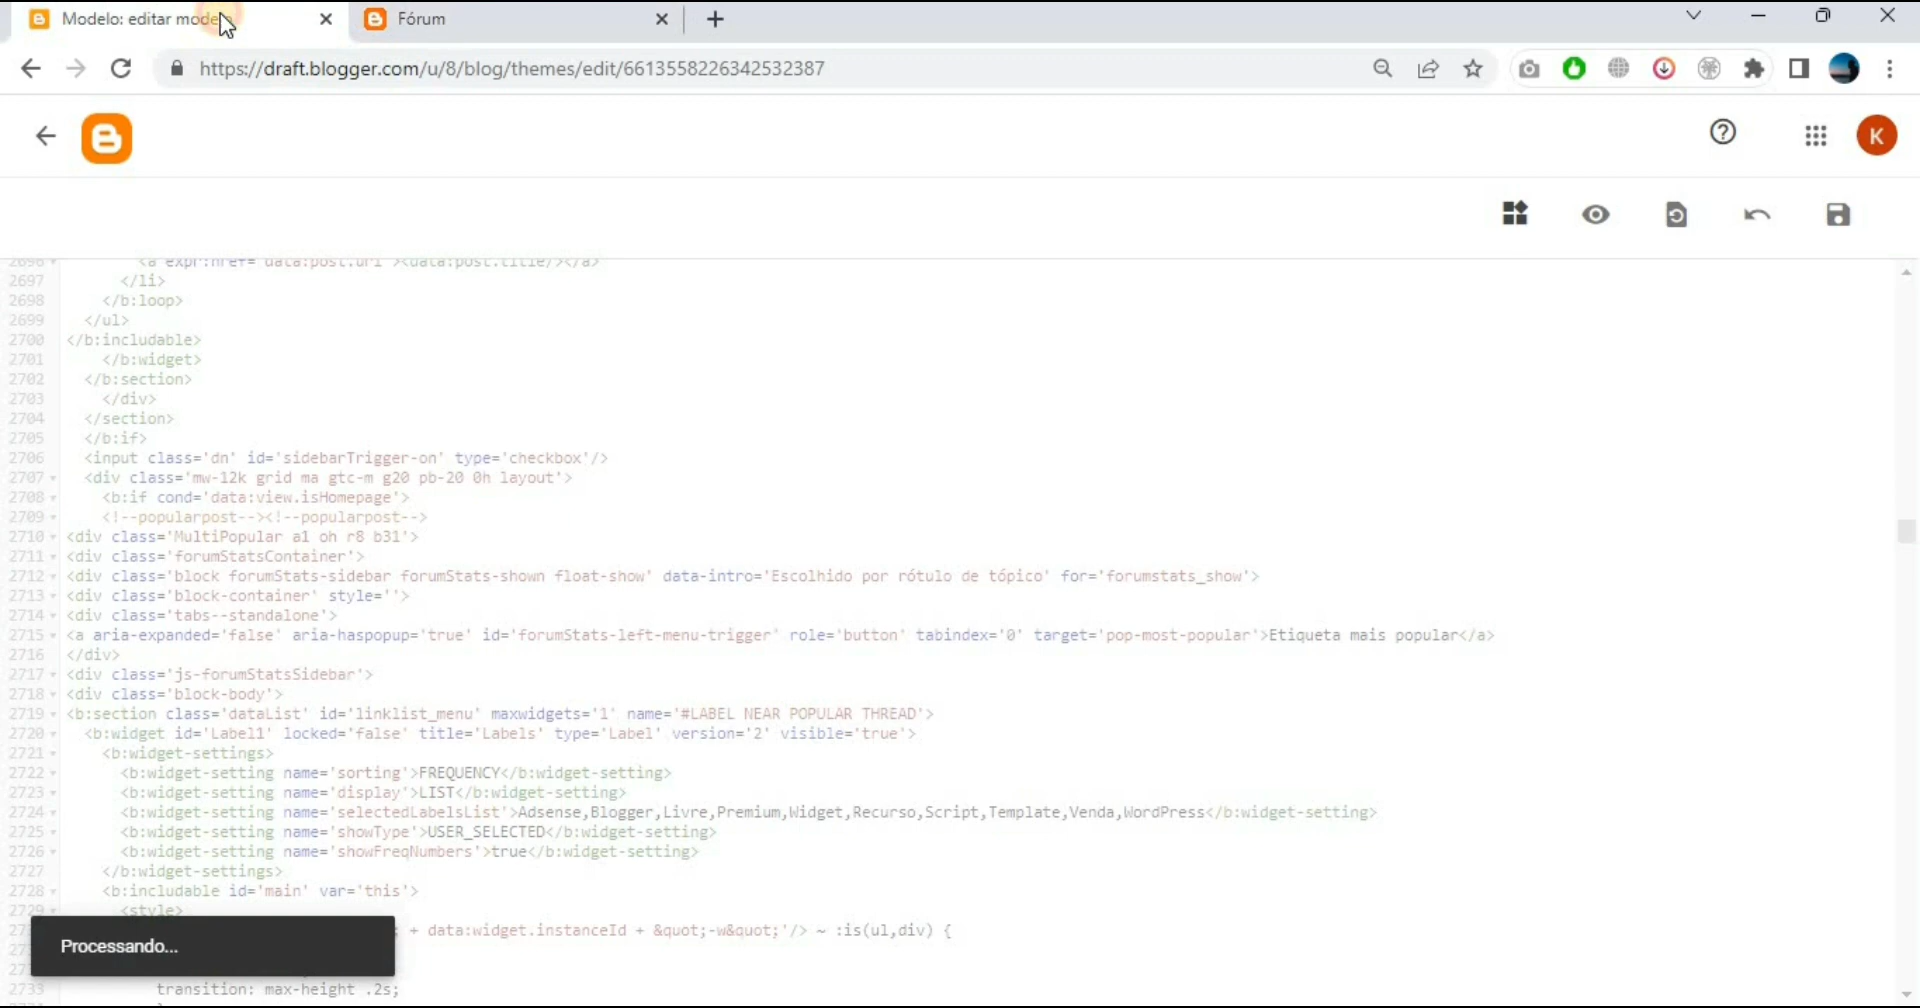 Modelo: editar mode
Fórum
https://draft.blogger.com/u/8/blog/themes/edit/6613558226342532387
K
2696 <a expr:href='data:post.url'><data:post.title/></a>
2697 </li>
2698 </b:loop>
2699 </ul>
2700 </b:includable>
2701 </b:widget>
2702 </b:section>
2703 </div>
2704 </section>
2705 </b:if>
2706 <input class='dn' id='sidebarTrigger-on' type='checkbox'/>
2707 <div class='mw-12k grid ma gtc-m g20 pb-20 0h layout'>
2708 <b:if cond='data:view.isHomepage'>
2709 <!--popularpost--><!--popularpost-->
2710 <div class='MultiPopular a1 oh r8 b31'>
2711 <div class='forumStatsContainer'>
2712 <div class='block forumStats-sidebar forumStats-shown float-show' data-intro='Escolhido por rótulo de tópico' for='forumstats_show'>
2713 <div class='block-container' style=''>
2714 <div class='tabs--standalone'>
2715 <a aria-expanded='false' aria-haspopup='true' id='forumStats-left-menu-trigger' role='button' tabindex='0' target='pop-most-popular'>Etiqueta mais popular</a>
2716 </div>
2717 <div class='js-forumStatsSidebar'>
2718 <div class='block-body'>
2719 <b:section class='dataList' id='linklist_menu' maxwidgets='1' name='#LABEL NEAR POPULAR THREAD'>
2720 <b:widget id='Label1' locked='false' title='Labels' type='Label' version='2' visible='true'>
2721 <b:widget-settings>
2722 <b:widget-setting name='sorting'>FREQUENCY</b:widget-setting>
2723 <b:widget-setting name='display'>LIST</b:widget-setting>
2724 <b:widget-setting name='selectedLabelsList'>Adsense,Blogger,Livre,Premium,Widget,Recurso,Script,Template,Venda,WordPress</b:widget-setting>
2725 <b:widget-setting name='showType'>USER_SELECTED</b:widget-setting>
2726 <b:widget-setting name='showFreqNumbers'>true</b:widget-setting>
2727 </b:widget-settings>
2728 <b:includable id='main' var='this'>
2729 <style>
+ data:widget.instanceId + &quot;-w&quot;'/> ~ :is(ul,div) {
Processando...
2733 transition: max-height .2s;